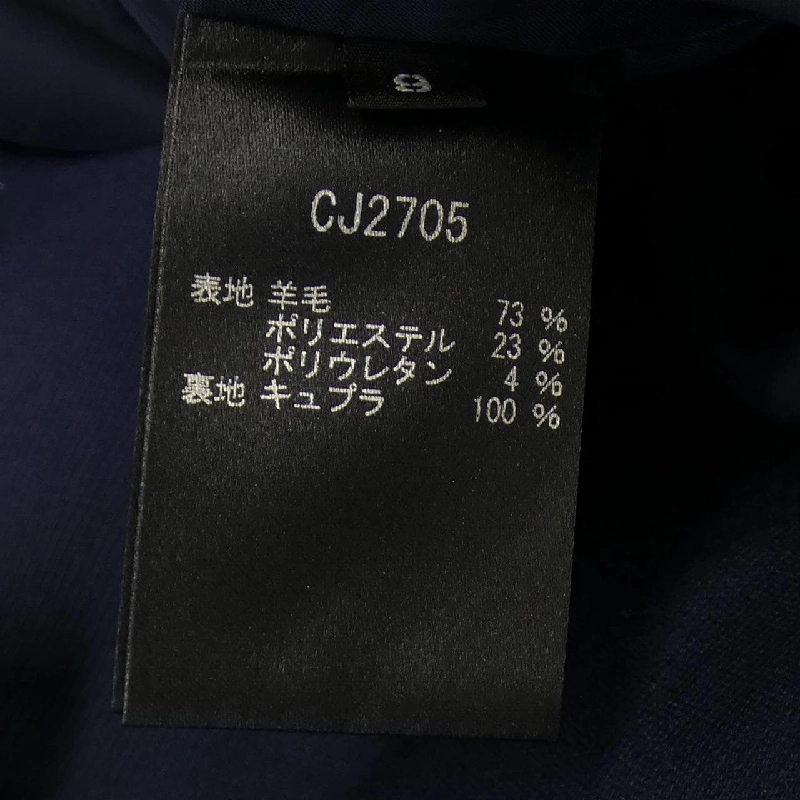 CJ2705
表地 羊毛 73 %
ポリエステル 23 %
ポリウレタン 4 %
裏地 キュプラ 100 %